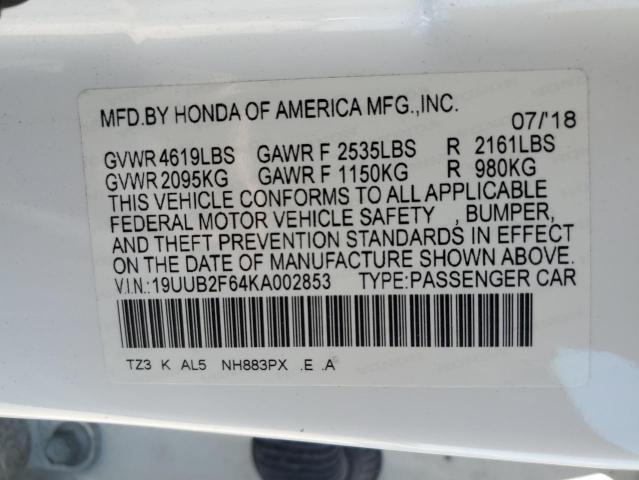 MFD.BY HONDA OF AMERICA MFG.,INC.
07/'18
GVWR 4619LBS GAWR F 2535LBS R 2161LBS
GVWR 2095KG GAWR F 1150KG R 980KG
THIS VEHICLE CONFORMS TO ALL APPLICABLE
FEDERAL MOTOR VEHICLE SAFETY , BUMPER,
AND THEFT PREVENTION STANDARDS IN EFFECT
ON THE DATE OF MANUFACTURE SHOWN ABOVE.
V.I.N.:19UUB2F64KA002853 TYPE:PASSENGER CAR
TZ3 K AL5 NH883PX .E .A